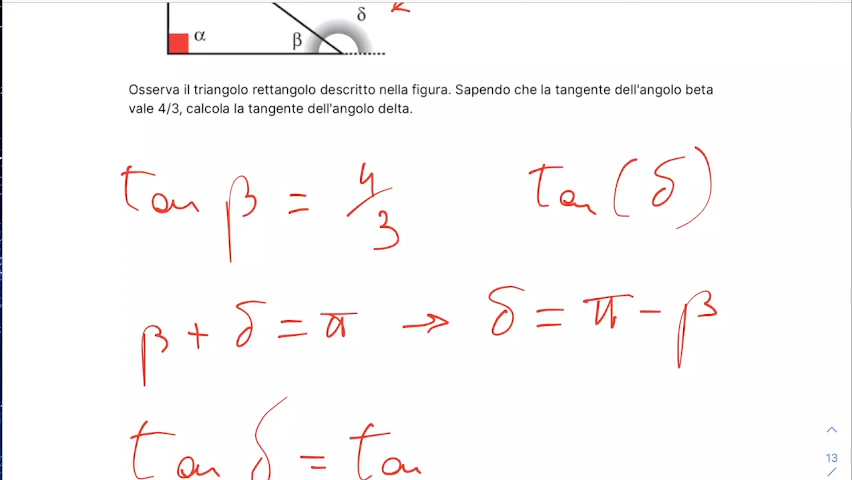 δ
α
β
Osserva il triangolo rettangolo descritto nella figura. Sapendo che la tangente dell'angolo beta
vale 4/3, calcola la tangente dell'angolo delta.
tan β = 4/3 tan(δ)
β + δ = π → δ = π - β
tan δ = tan
13